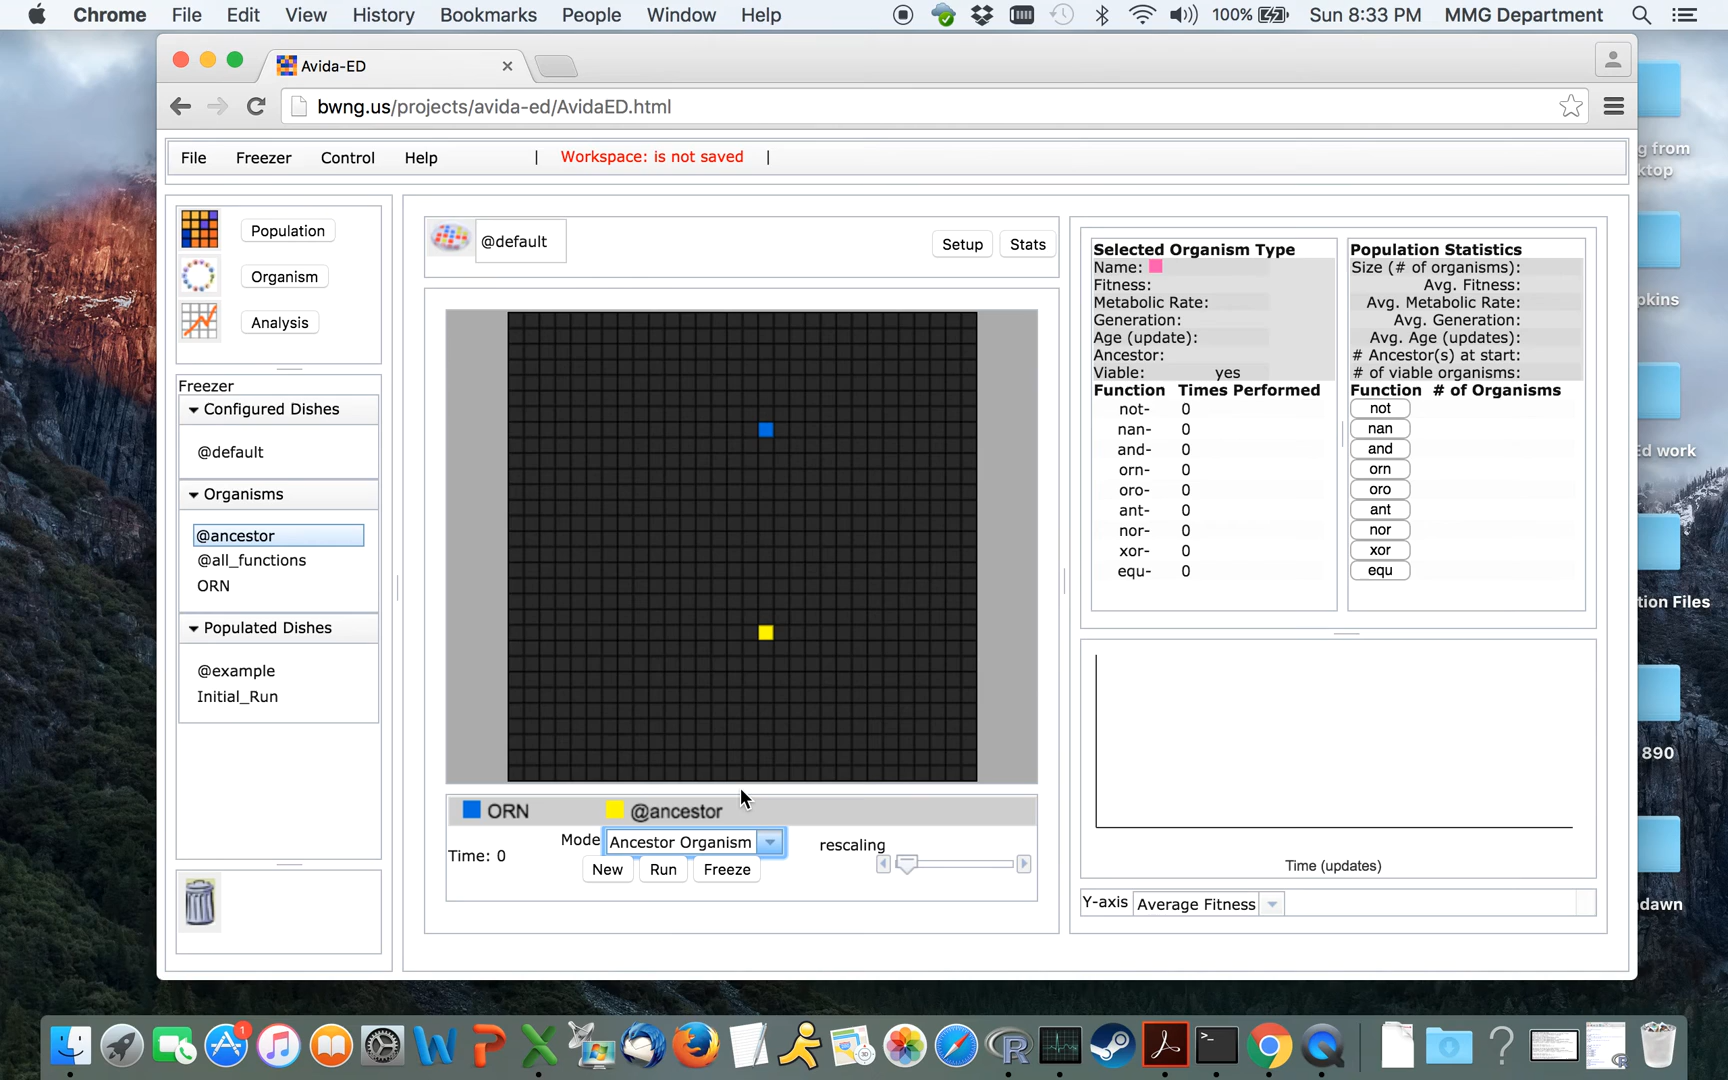 Chrome File Edit View History Bookmarks People Window Help 100% Sun 8:33 PM MMG Department
Avida-ED
bwng.us/projects/avida-ed/AvidaED.html
File Freezer Control Help | Workspace: is not saved |
Population
Organism
Analysis
Freezer
Configured Dishes
@default
Organisms
@ancestor
@all_functions
ORN
Populated Dishes
@example
Initial_Run
@default Setup Stats
ORN @ancestor
Mode Ancestor Organism
Time: 0
rescaling
New Run Freeze
Selected Organism Type
Name:
Fitness:
Metabolic Rate:
Generation:
Age (update):
Ancestor:
Viable: yes
Function Times Performed
not- 0
nan- 0
and- 0
orn- 0
oro- 0
ant- 0
nor- 0
xor- 0
equ- 0
Population Statistics
Size (# of organisms):
Avg. Fitness:
Avg. Metabolic Rate:
Avg. Generation:
Avg. Age (updates):
# Ancestor(s) at start:
# of viable organisms:
Function # of Organisms
not
nan
and
orn
oro
ant
nor
xor
equ
Time (updates)
Y-axis Average Fitness
g from
ktop
pkins
Ed work
tion Files
890
dawn
1